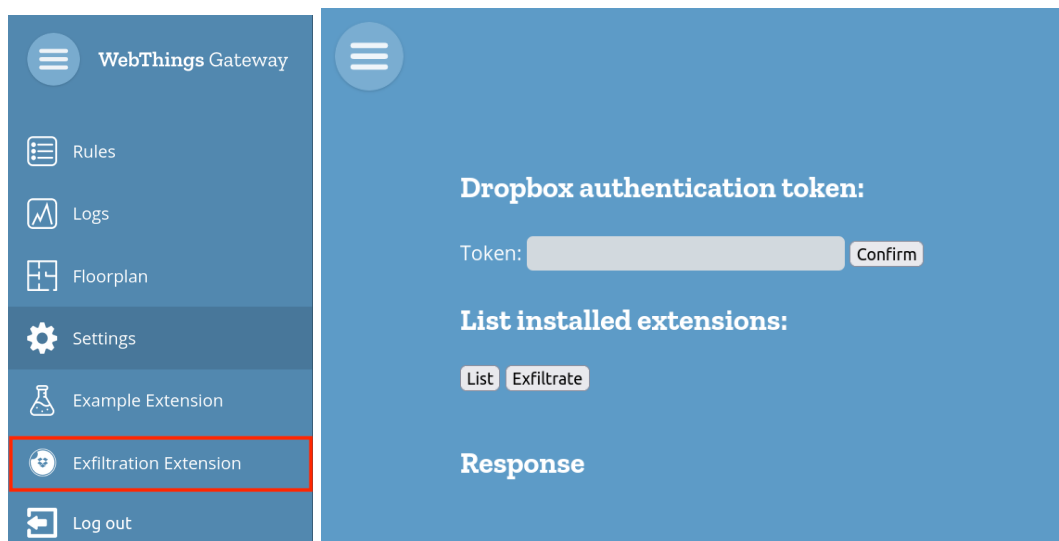 WebThings Gateway
Rules
Logs
Floorplan
Settings
Example Extension
Exfiltration Extension
Log out
Dropbox authentication token:
Token: Confirm
List installed extensions:
List Exfiltrate
Response